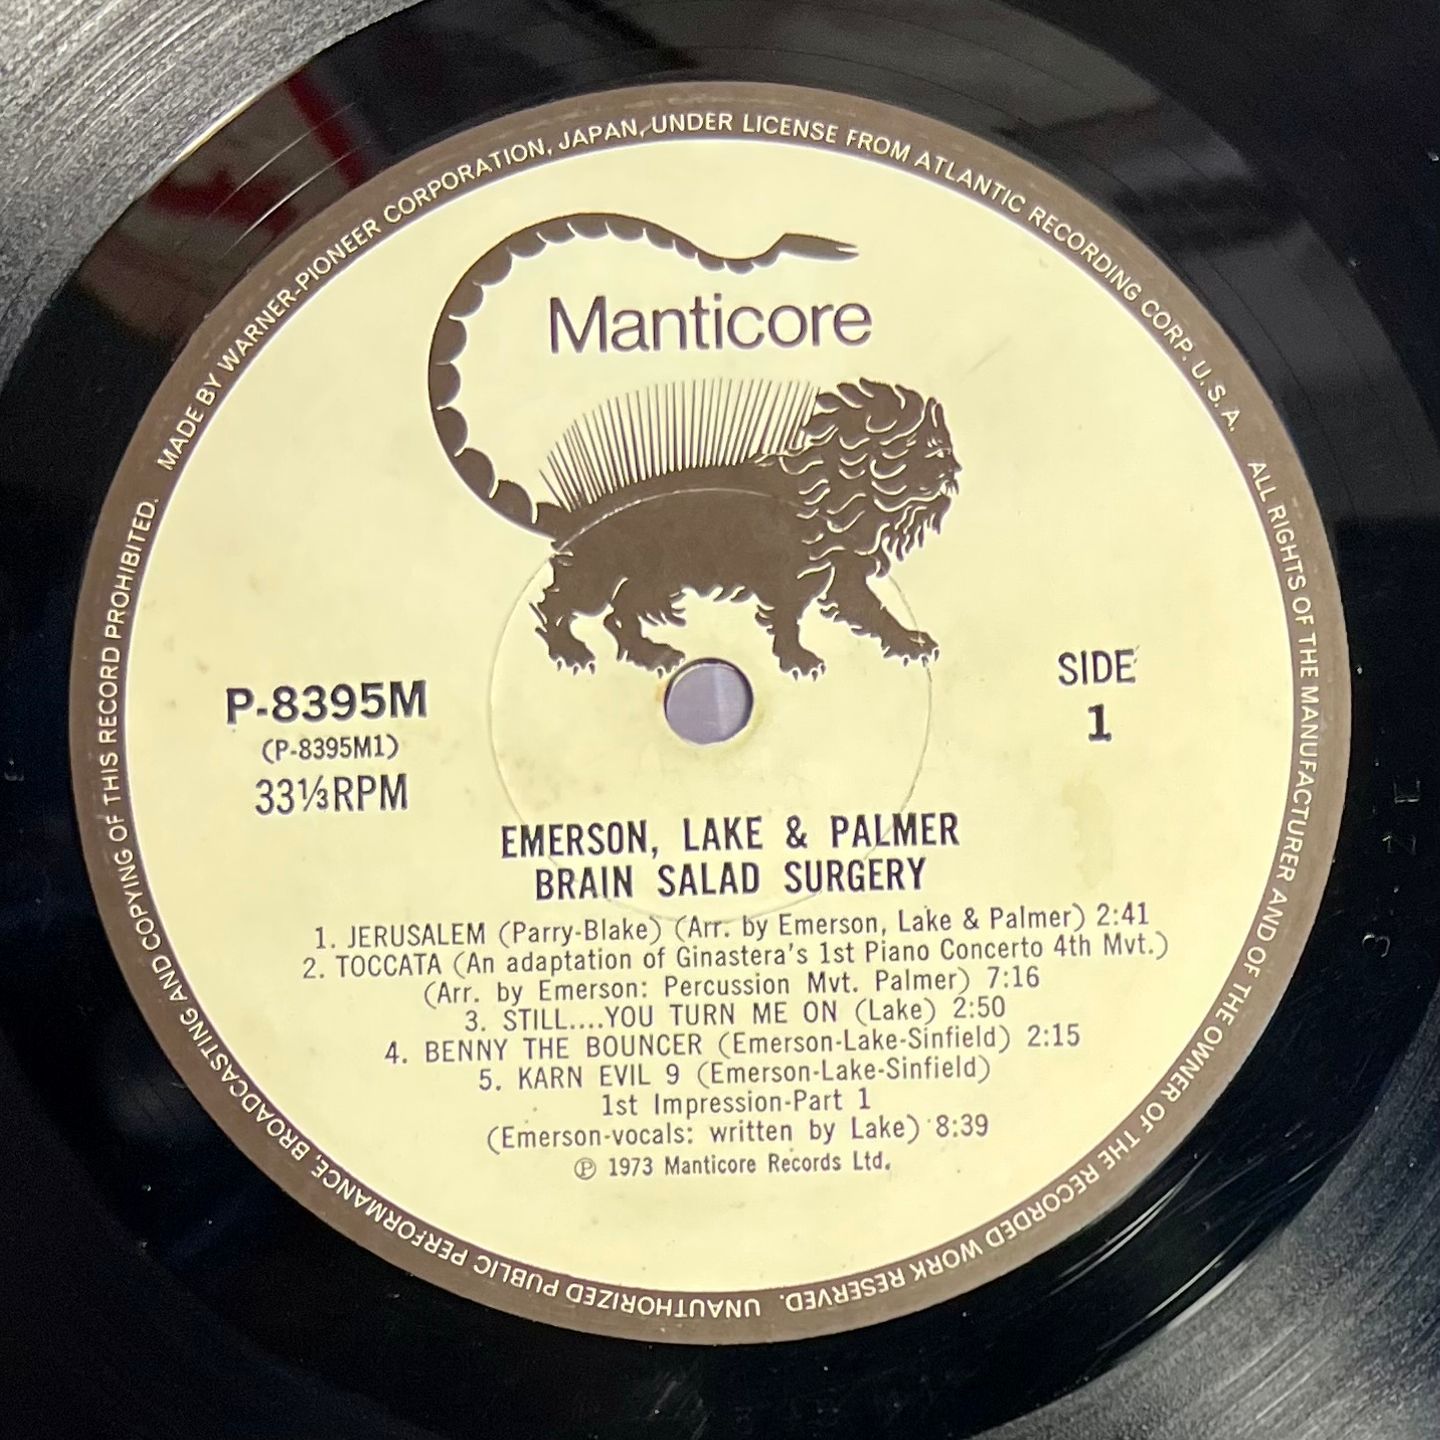 MADE BY WARNER-PIONEER CORPORATION, JAPAN, UNDER LICENSE FROM ATLANTIC RECORDING CORP. U.S.A.
ALL RIGHTS OF THE MANUFACTURER AND OF THE OWNER OF THE RECORDED WORK RESERVED.
UNAUTHORIZED PUBLIC PERFORMANCE, BROADCASTING AND COPYING OF THIS RECORD PROHIBITED.
Manticore
P-8395M
(P-8395M1)
33⅓RPM
SIDE
1
EMERSON, LAKE & PALMER
BRAIN SALAD SURGERY
1. JERUSALEM (Parry-Blake) (Arr. by Emerson, Lake & Palmer) 2:41
2. TOCCATA (An adaptation of Ginastera's 1st Piano Concerto 4th Mvt.)
(Arr. by Emerson: Percussion Mvt. Palmer) 7:16
3. STILL....YOU TURN ME ON (Lake) 2:50
4. BENNY THE BOUNCER (Emerson-Lake-Sinfield) 2:15
5. KARN EVIL 9 (Emerson-Lake-Sinfield)
1st Impression-Part 1
(Emerson-vocals: written by Lake) 8:39
℗ 1973 Manticore Records Ltd.